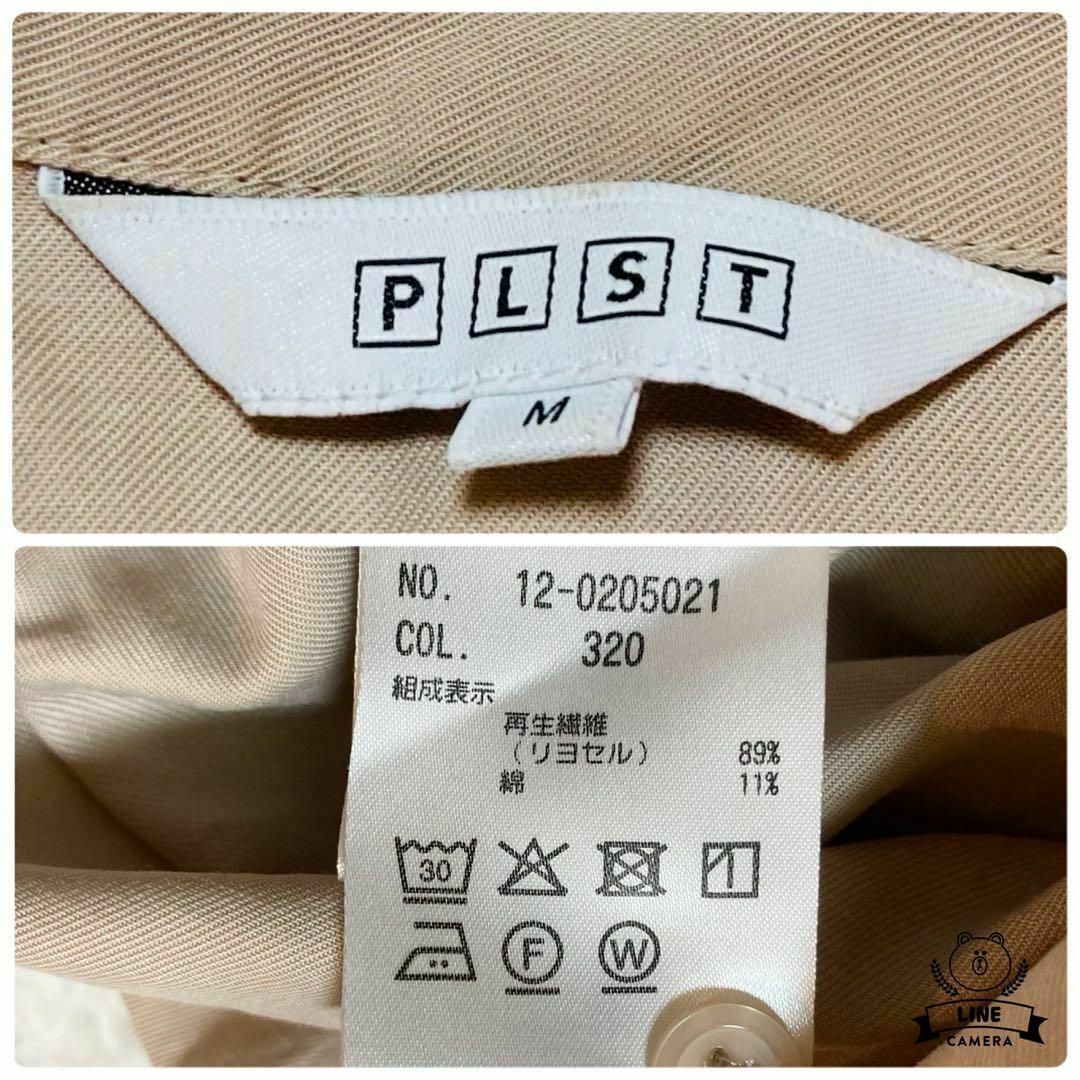 PLST
M
NO. 12-0205021
COL. 320
組成表示
再生繊維
(リヨセル) 89%
綿 11%
30
F W
LINE
CAMERA